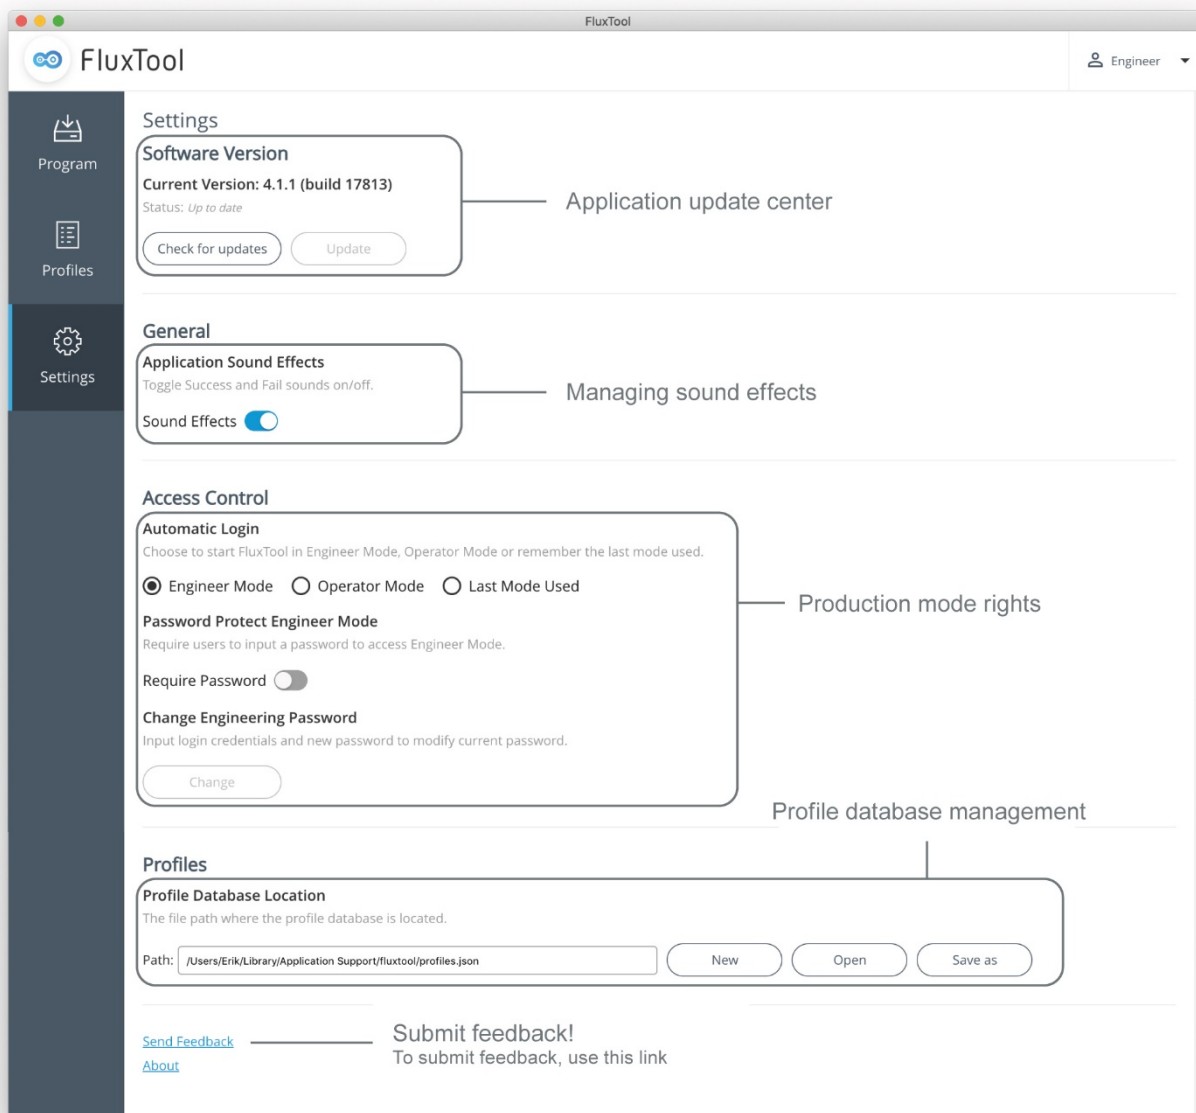 FluxTool
FluxTool
Engineer
Program
Profiles
Settings
Settings
Software Version
Current Version: 4.1.1 (build 17813)
Status: Up to date
Check for updates
Update
Application update center
General
Application Sound Effects
Toggle Success and Fail sounds on/off.
Sound Effects
Managing sound effects
Access Control
Automatic Login
Choose to start FluxTool in Engineer Mode, Operator Mode or remember the last mode used.
Engineer Mode Operator Mode Last Mode Used
Password Protect Engineer Mode
Require users to input a password to access Engineer Mode.
Require Password
Change Engineering Password
Input login credentials and new password to modify current password.
Change
Production mode rights
Profile database management
Profiles
Profile Database Location
The file path where the profile database is located.
Path: /Users/Erik/Library/Application Support/fluxtool/profiles.json New Open Save as
Send Feedback
About
Submit feedback!
To submit feedback, use this link